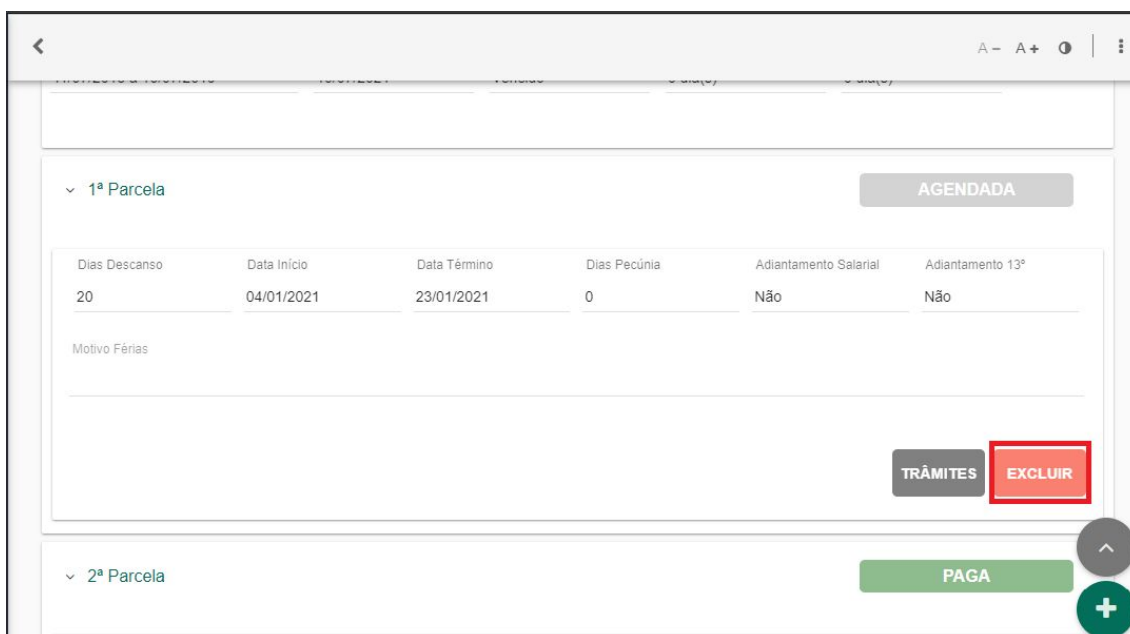 A− A+
1ª Parcela AGENDADA
Dias Descanso Data Início Data Término Dias Pecúnia Adiantamento Salarial Adiantamento 13º
20 04/01/2021 23/01/2021 0 Não Não
Motivo Férias
TRÂMITES EXCLUIR
2ª Parcela PAGA